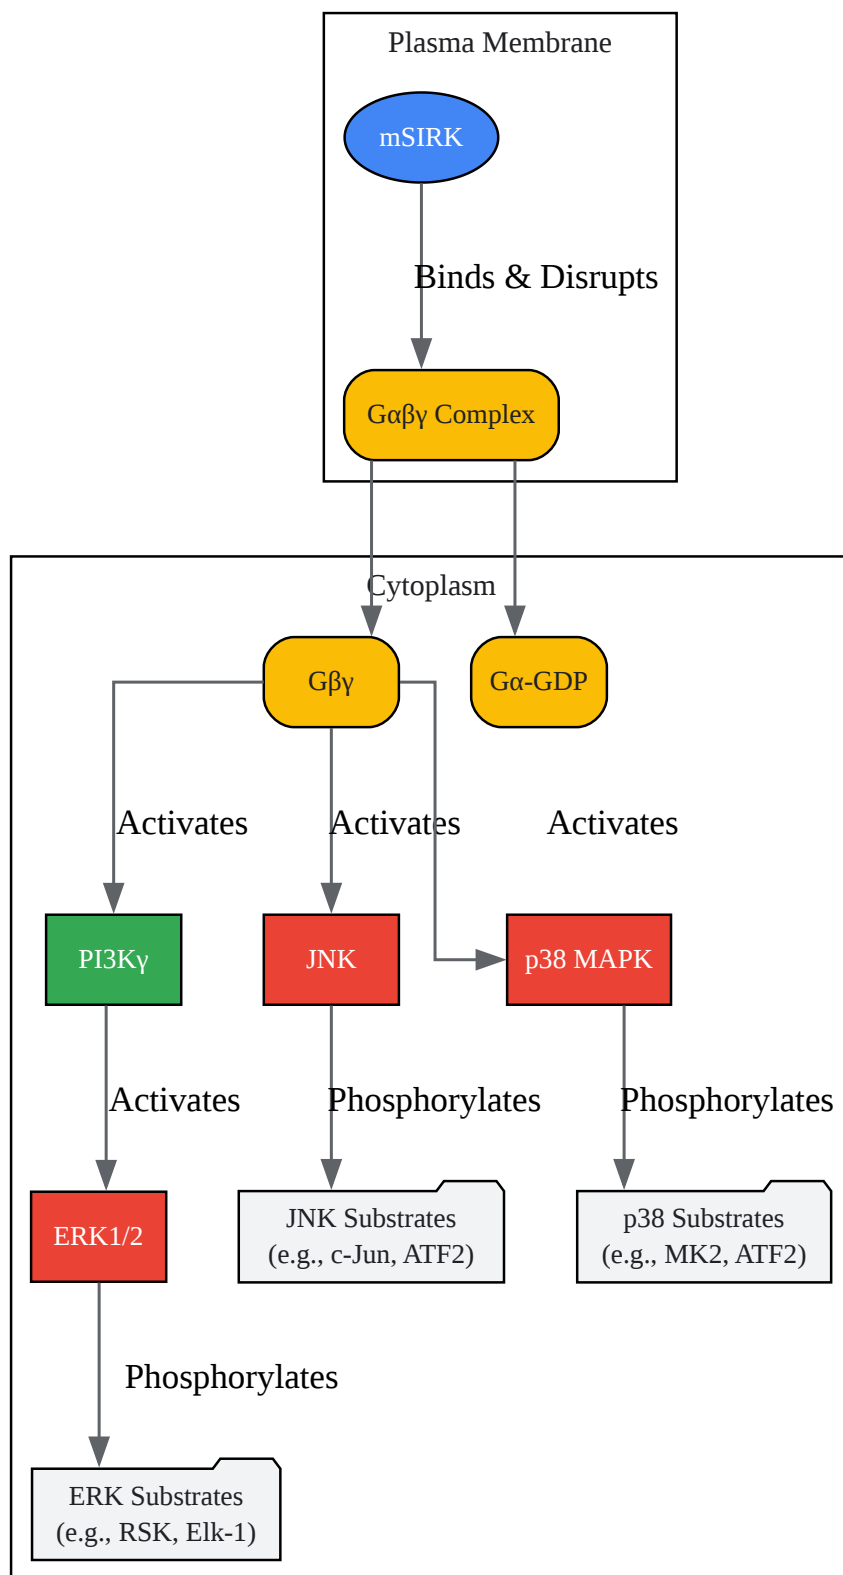 Plasma Membrane
mSIRK
Binds & Disrupts
Gαβγ Complex
Cytoplasm
Gβγ
Gα-GDP
Activates
Activates
Activates
PI3Kγ
JNK
p38 MAPK
Activates
Phosphorylates
Phosphorylates
ERK1/2
JNK Substrates
(e.g., c-Jun, ATF2)
p38 Substrates
(e.g., MK2, ATF2)
Phosphorylates
ERK Substrates
(e.g., RSK, Elk-1)